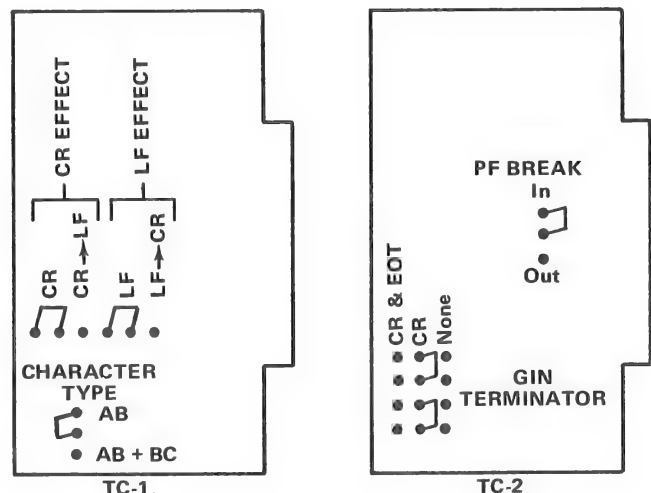 CR EFFECT
LF EFFECT
CR
CR→LF
LF
LF→CR
CHARACTER
TYPE
AB
AB + BC
TC-1
PF BREAK
In
Out
CR & EOT
CR
None
GIN
TERMINATOR
TC-2